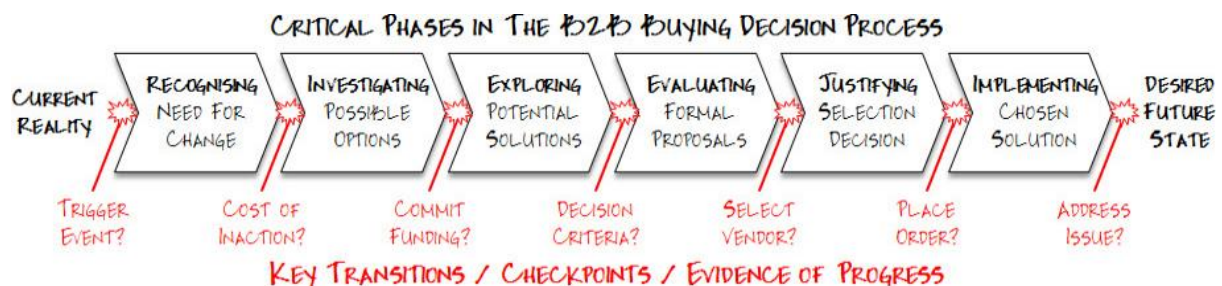 CRITICAL PHASES IN THE B2B BUYING DECISION PROCESS
CURRENT
REALITY
RECOGNISING
NEED FOR
CHANGE
INVESTIGATING
POSSIBLE
OPTIONS
EXPLORING
POTENTIAL
SOLUTIONS
EVALUATING
FORMAL
PROPOSALS
JUSTIFYING
SELECTION
DECISION
IMPLEMENTING
CHOSEN
SOLUTION
DESIRED
FUTURE
STATE
TRIGGER
EVENT?
COST OF
INACTION?
COMMIT
FUNDING?
DECISION
CRITERIA?
SELECT
VENDOR?
PLACE
ORDER?
ADDRESS
ISSUE?
KEY TRANSITIONS / CHECKPOINTS / EVIDENCE OF PROGRESS